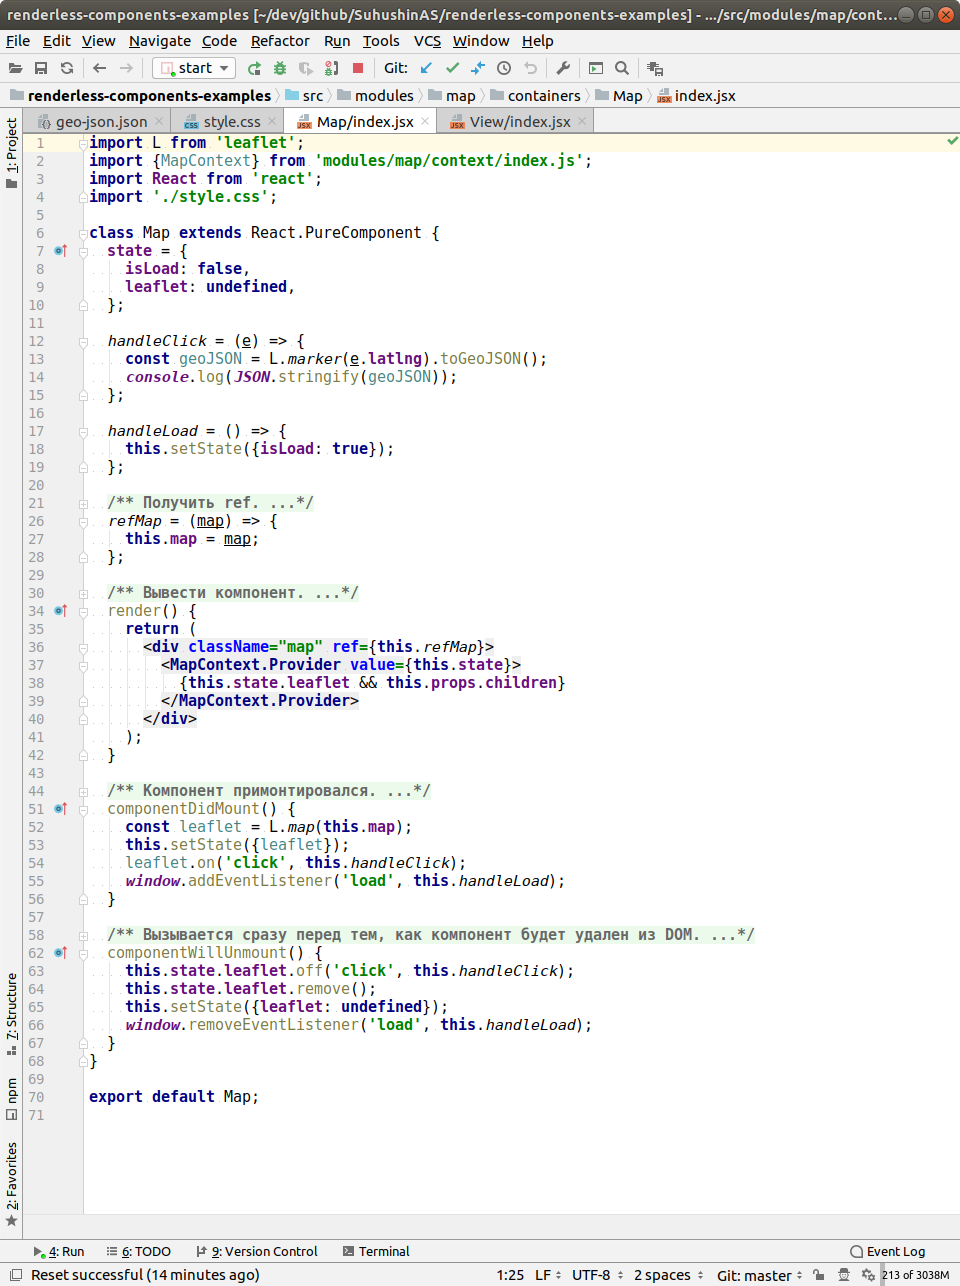 renderless-components-examples [~/dev/github/SuhushinAS/renderless-components-examples] - .../src/modules/map/cont...
File Edit View Navigate Code Refactor Run Tools VCS Window Help
start Git:
renderless-components-examples src modules map containers Map index.jsx
geo-json.json style.css Map/index.jsx View/index.jsx
1: Project
7: Structure
npm
2: Favorites
1 import L from 'leaflet';
2 import {MapContext} from 'modules/map/context/index.js';
3 import React from 'react';
4 import './style.css';
5
6 class Map extends React.PureComponent {
7 state = {
8 isLoad: false,
9 leaflet: undefined,
10 };
11
12 handleClick = (e) => {
13 const geoJSON = L.marker(e.latlng).toGeoJSON();
14 console.log(JSON.stringify(geoJSON));
15 };
16
17 handleLoad = () => {
18 this.setState({isLoad: true});
19 };
20
21 /** Получить ref. ...*/
26 refMap = (map) => {
27 this.map = map;
28 };
29
30 /** Вывести компонент. ...*/
34 render() {
35 return (
36 <div className="map" ref={this.refMap}>
37 <MapContext.Provider value={this.state}>
38 {this.state.leaflet && this.props.children}
39 </MapContext.Provider>
40 </div>
41 );
42 }
43
44 /** Компонент примонтировался. ...*/
51 componentDidMount() {
52 const leaflet = L.map(this.map);
53 this.setState({leaflet});
54 leaflet.on('click', this.handleClick);
55 window.addEventListener('load', this.handleLoad);
56 }
57
58 /** Вызывается сразу перед тем, как компонент будет удален из DOM. ...*/
62 componentWillUnmount() {
63 this.state.leaflet.off('click', this.handleClick);
64 this.state.leaflet.remove();
65 this.setState({leaflet: undefined});
66 window.removeEventListener('load', this.handleLoad);
67 }
68 }
69
70 export default Map;
71
4: Run 6: TODO 9: Version Control Terminal Event Log
Reset successful (14 minutes ago) 1:25 LF UTF-8 2 spaces Git: master 213 of 3038M